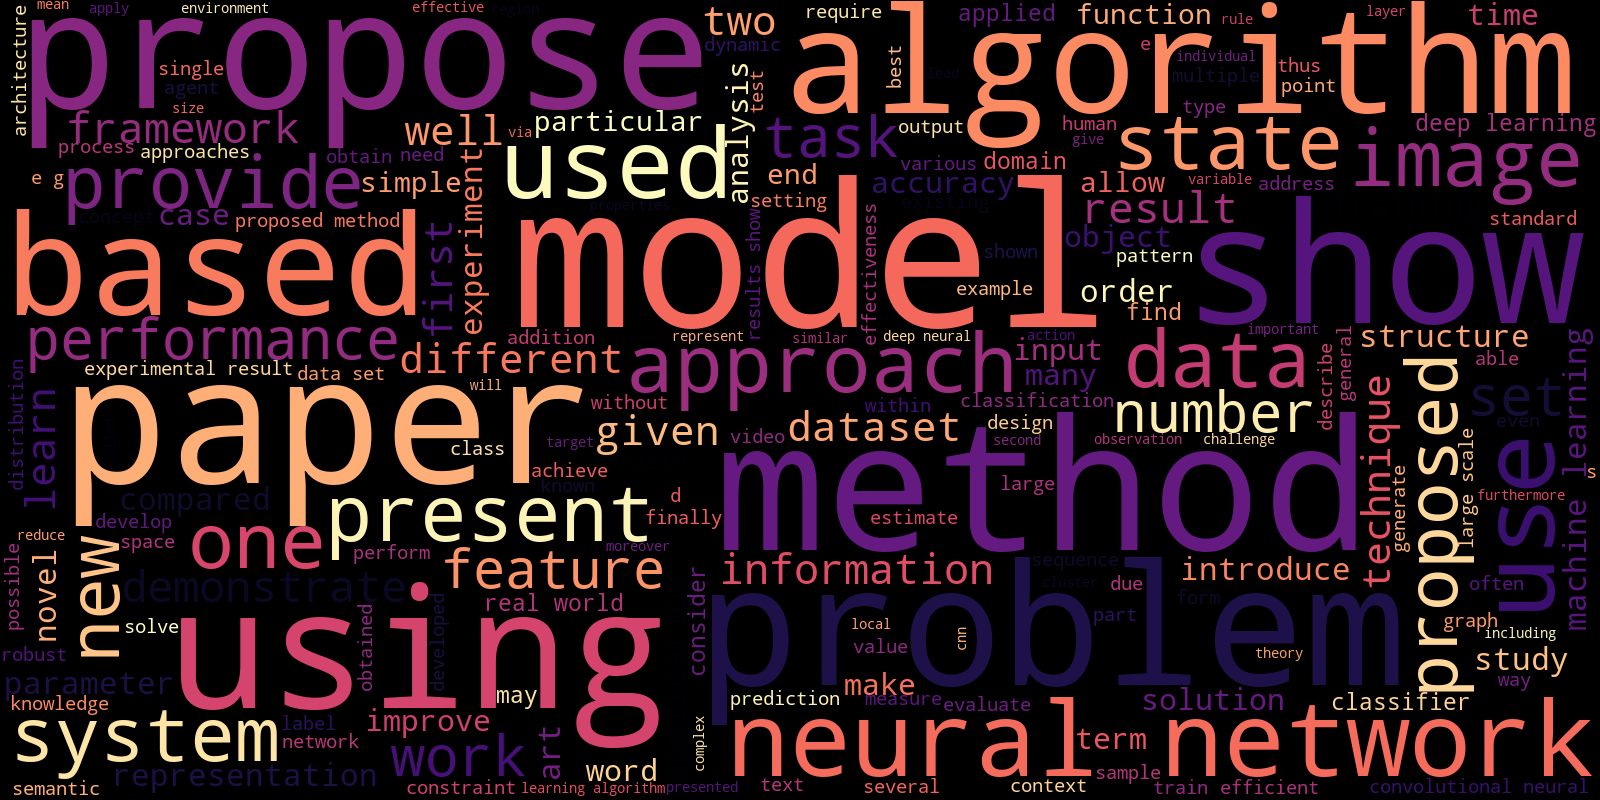 mean
apply
environment
effective
region
architecture
propose
two
require
applied
function
rule
layer
time
dynamic
algorithm
best
e
individual
multiple
thus
point
lead
single
agent
size
analysis
test
type
framework
well
via
particular
task
output
human
give
state
deep learning
image
process
approaches
obtain
need
used
various
domain
e g
provide
simple
experiment
end
accuracy
allow
variable
address
concept
case
proposed method
properties
setting
existing
result
standard
based
first
model
results show
effectiveness
shown
object
pattern
show
example
order
find
performance
addition
represent
similar
deep neural
action
important
structure
experimental result
data set
different
approach
input
many
data
describe
general
able
machine learning
distribution
learn
paper
will
without
within
classification
number
technique
proposed
set
even
class
target
given
video
dataset
design
second
observation
challenge
use
achieve
known
method
large
generate
large scale
s
furthermore
compared
present
d
finally
estimate
develop
space
one
perform
moreover
reduce
possible
novel
new
feature
information
sequence
cluster
due
introduce
often
demonstrate
real world
consider
problem
form
part
graph
including
solve
using
obtained
developed
local
value
cnn
theory
study
way
robust
parameter
may
make
knowledge
prediction
measure
evaluate
solution
classifier
system
label
network
improve
art
complex
neural
term
network
work
word
sample
semantic
representation
constraint
learning algorithm
presented
text
several
context
train efficient
convolutional neural